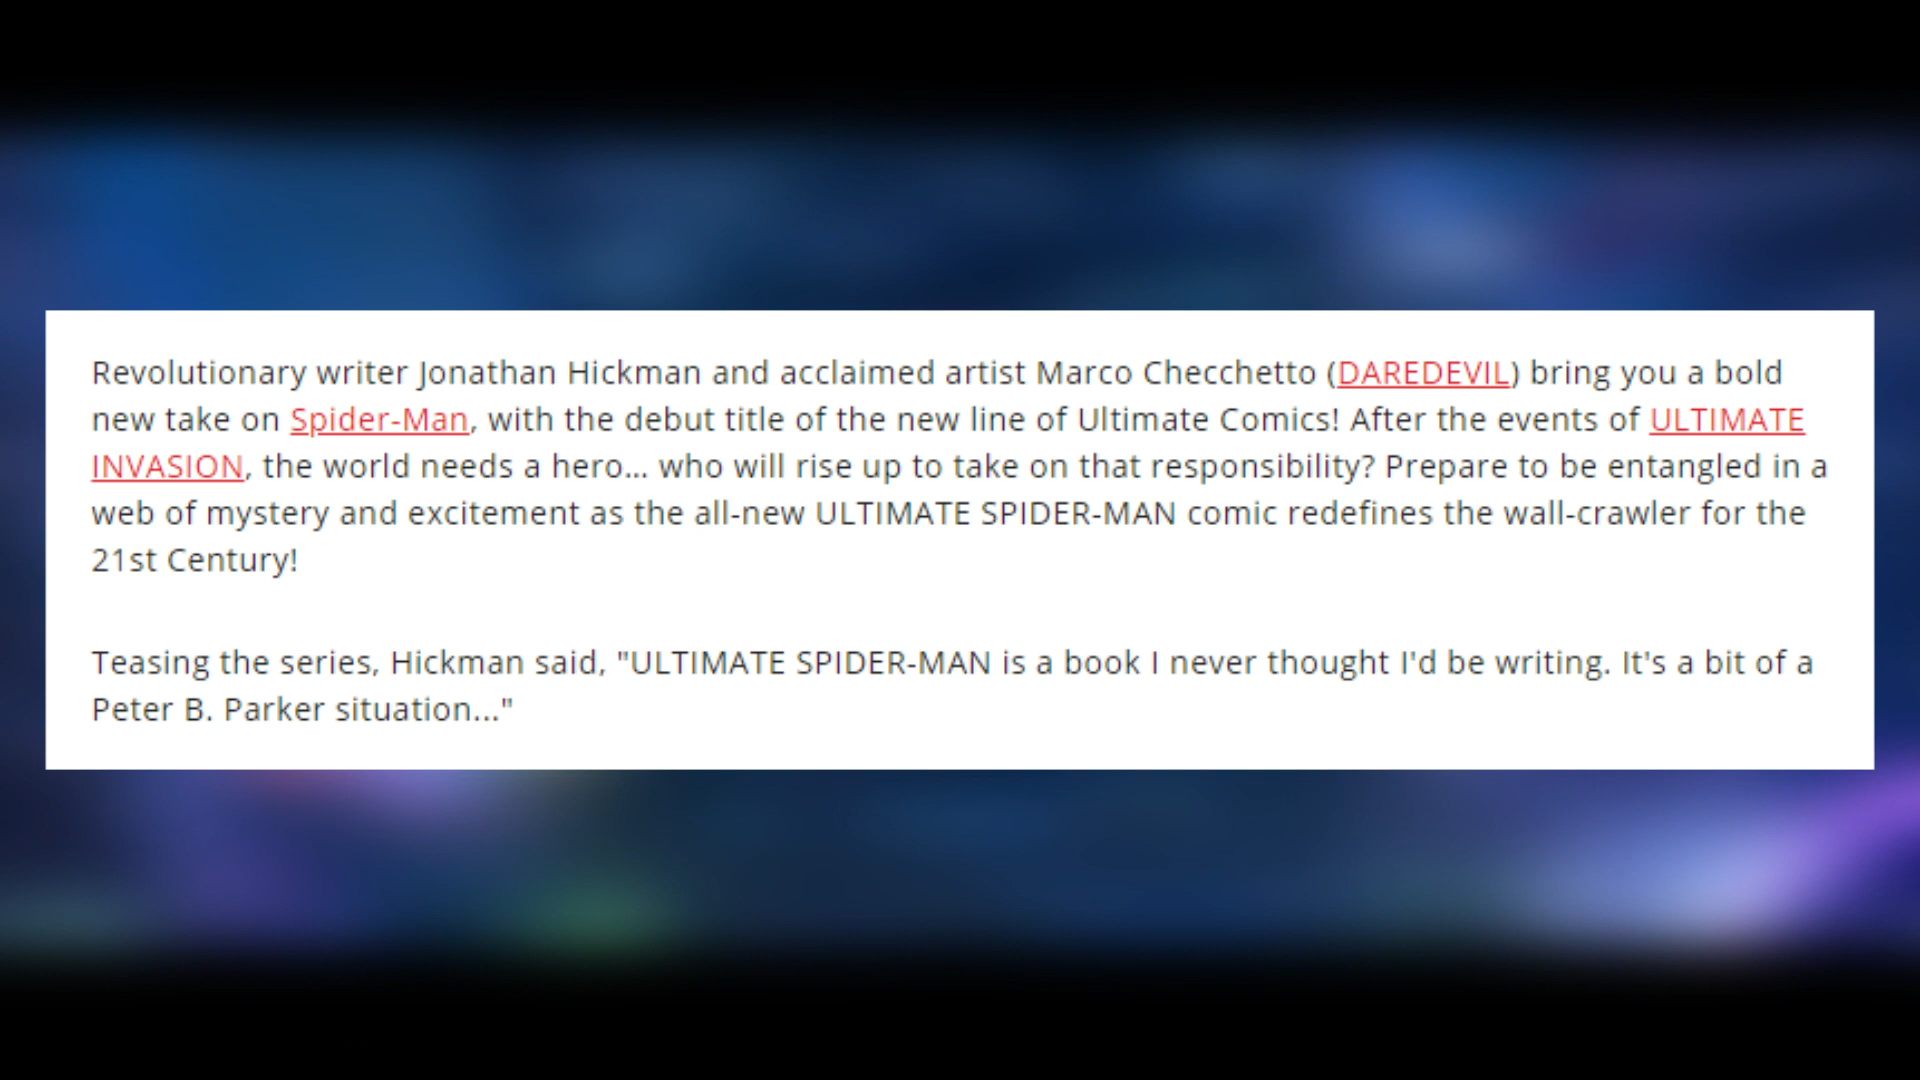 Revolutionary writer Jonathan Hickman and acclaimed artist Marco Checchetto (DAREDEVIL) bring you a bold
new take on Spider-Man, with the debut title of the new line of Ultimate Comics! After the events of ULTIMATE
INVASION, the world needs a hero... who will rise up to take on that responsibility? Prepare to be entangled in a
web of mystery and excitement as the all-new ULTIMATE SPIDER-MAN comic redefines the wall-crawler for the
21st Century!
Teasing the series, Hickman said, "ULTIMATE SPIDER-MAN is a book I never thought I'd be writing. It's a bit of a
Peter B. Parker situation..."